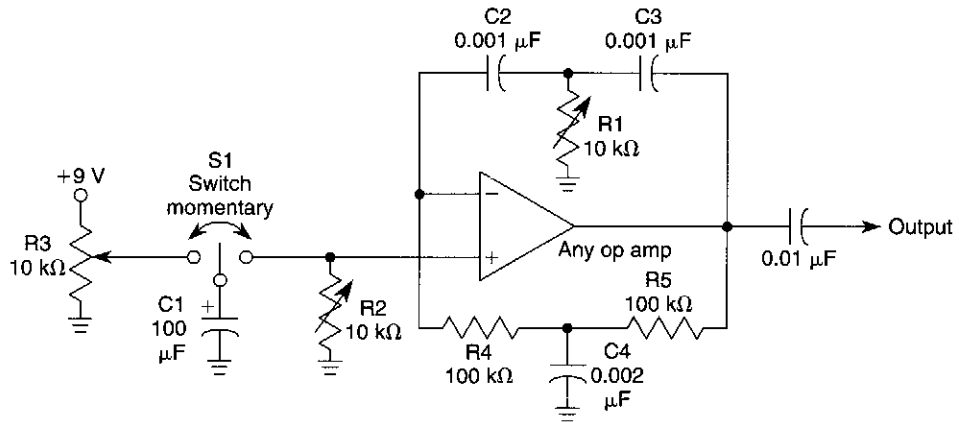 C2
0.001 μF
C3
0.001 μF
R1
10 kΩ
S1
Switch
momentary
+9 V
R3
10 kΩ
C1
100
μF
+
R2
10 kΩ
−
+
Any op amp
Output
0.01 μF
R5
100 kΩ
R4
100 kΩ
C4
0.002
μF